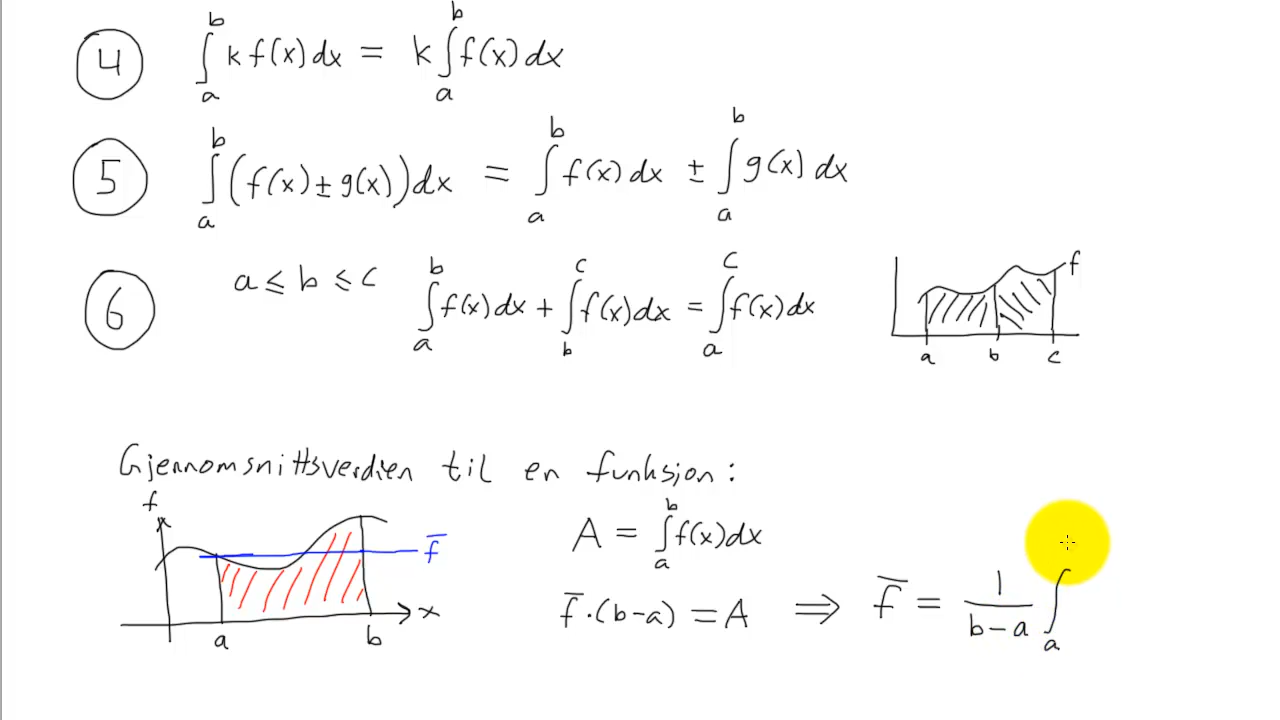 4 ∫_a^b k f(x) dx = k ∫_a^b f(x) dx
5 ∫_a^b (f(x) ± g(x)) dx = ∫_a^b f(x) dx ± ∫_a^b g(x) dx
6 a ≤ b ≤ c ∫_a^b f(x) dx + ∫_b^c f(x) dx = ∫_a^c f(x) dx
f
a b c
Gjennomsnittsverdien til en funksjon:
f
f̄
x
a b
A = ∫_a^b f(x) dx
f̄ · (b-a) = A ⇒ f̄ = 1/(b-a) ∫_a